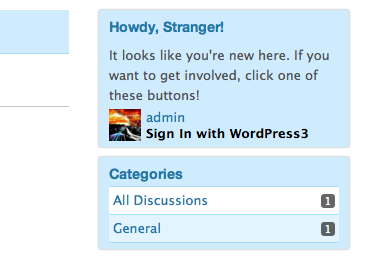 Howdy, Stranger!
It looks like you're new here. If you
want to get involved, click one of
these buttons!
admin
Sign In with WordPress3
Categories
All Discussions 1
General 1